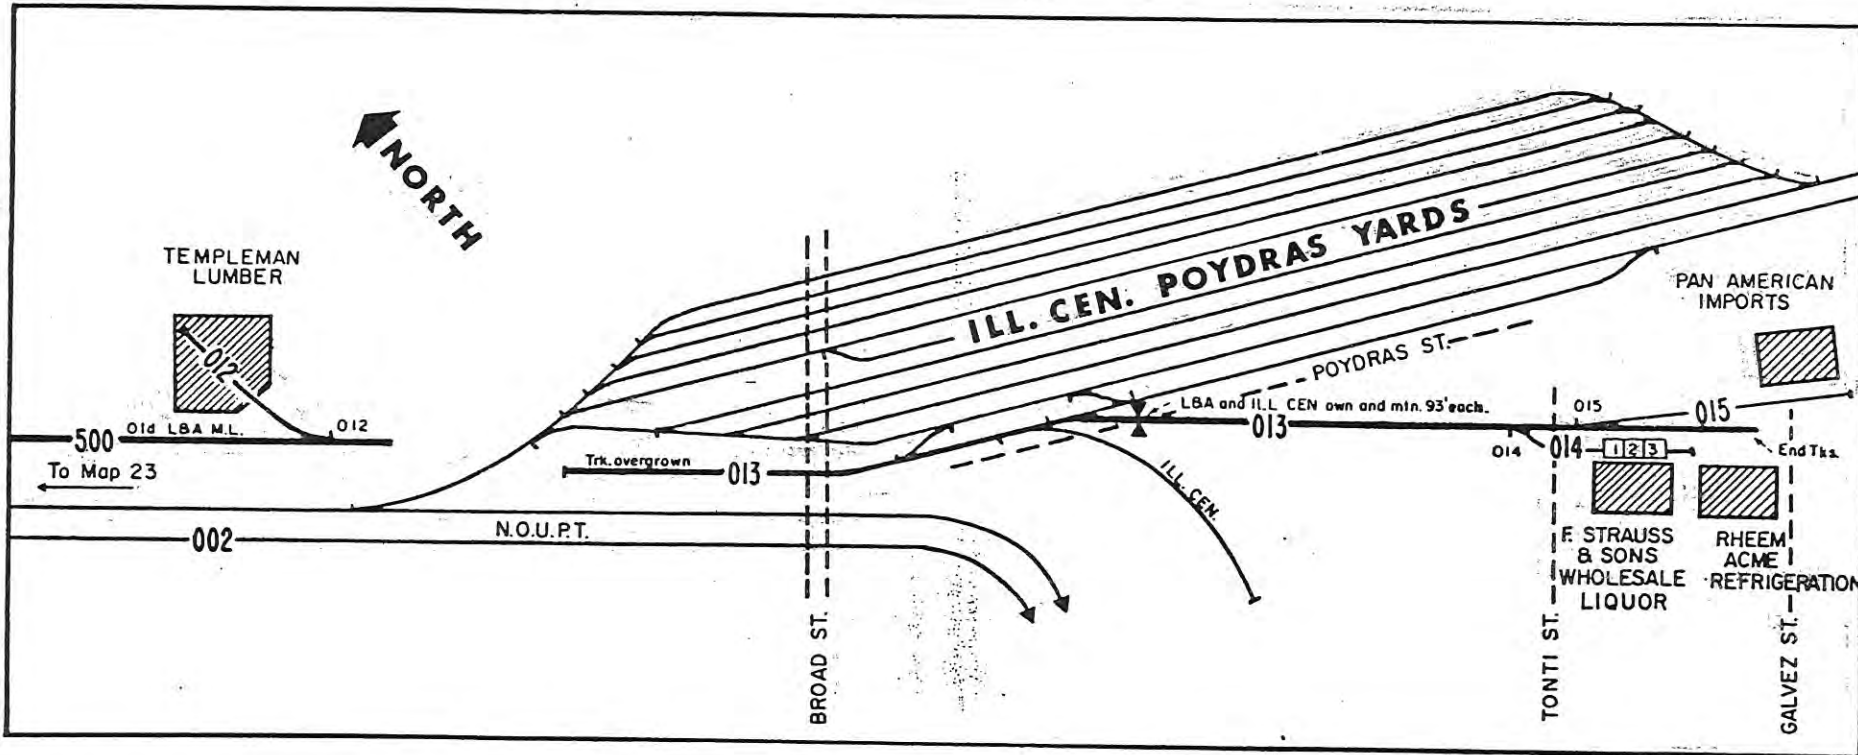 NORTH
TEMPLEMAN
LUMBER
012
500
Old L&A M.L.
012
To Map 23
002
N.O.U.P.T.
Trk. overgrown
013
BROAD ST.
ILL. CEN. POYDRAS YARDS
POYDRAS ST.
L&A and ILL CEN own and mtn. 93' each.
013
ILL. CEN.
PAN AMERICAN
IMPORTS
015
015
014
014
1 2 3
End Tks.
F. STRAUSS
& SONS
WHOLESALE
LIQUOR
RHEEM
ACME
REFRIGERATION
TONTI ST.
GALVEZ ST.